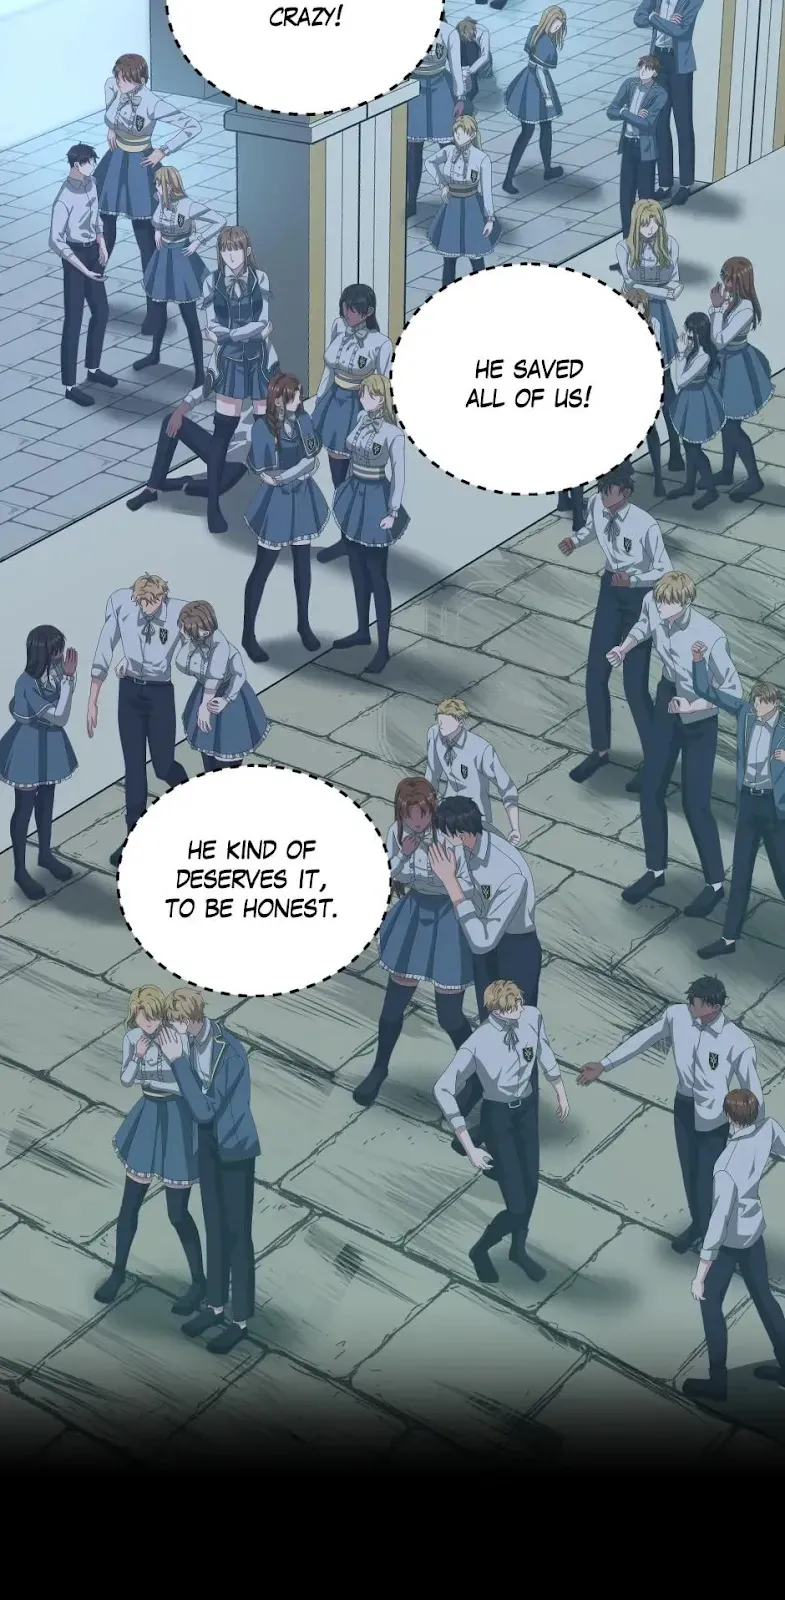 CRAZY!
HE SAVED
ALL OF US!
HE KIND OF
DESERVES IT,
TO BE HONEST.